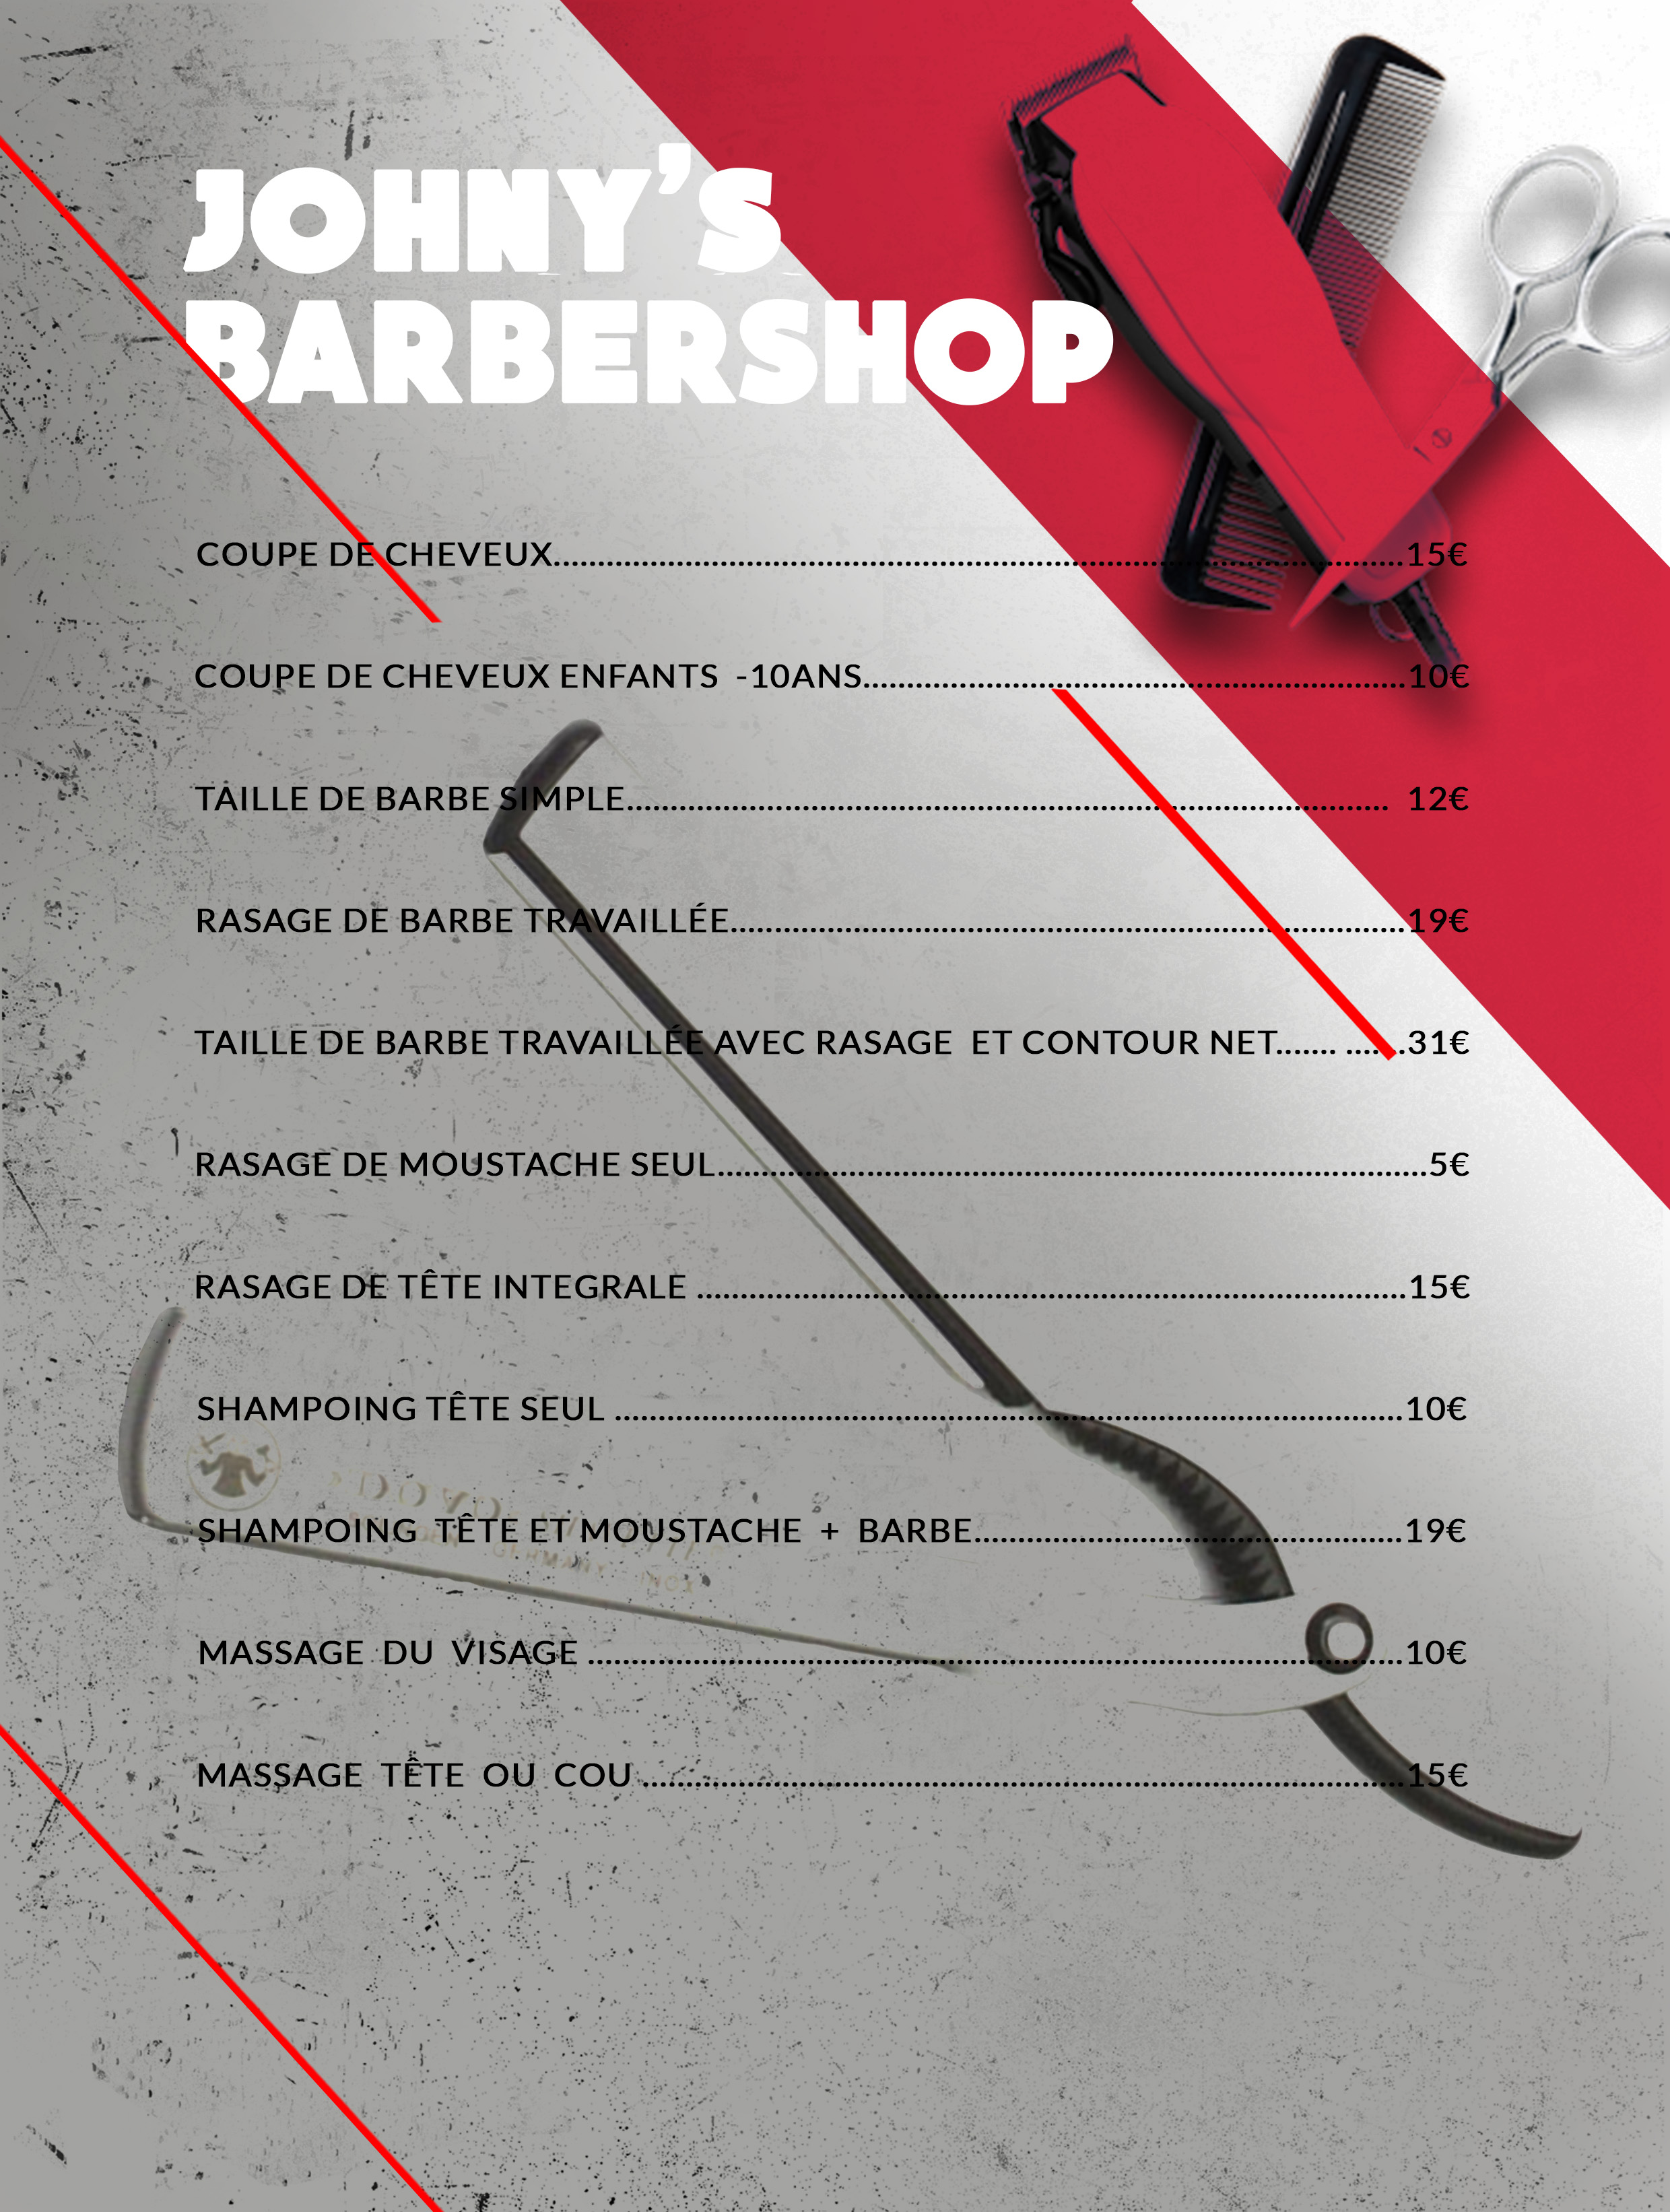 JOHNY'S
BARBERSHOP
COUPE DE CHEVEUX..........................................................................................15€
COUPE DE CHEVEUX ENFANTS -10ANS..........................................................10€
TAILLE DE BARBE SIMPLE................................................................................. 12€
RASAGE DE BARBE TRAVAILLÉE.......................................................................19€
TAILLE DE BARBE TRAVAILLÉE AVEC RASAGE ET CONTOUR NET....... .......31€
RASAGE DE MOUSTACHE SEUL...........................................................................5€
RASAGE DE TÊTE INTEGRALE ...........................................................................15€
SHAMPOING TÊTE SEUL ...................................................................................10€
SHAMPOING TÊTE ET MOUSTACHE + BARBE.............................................19€
MASSAGE DU VISAGE ......................................................................................10€
MASSAGE TÊTE OU COU ................................................................................15€